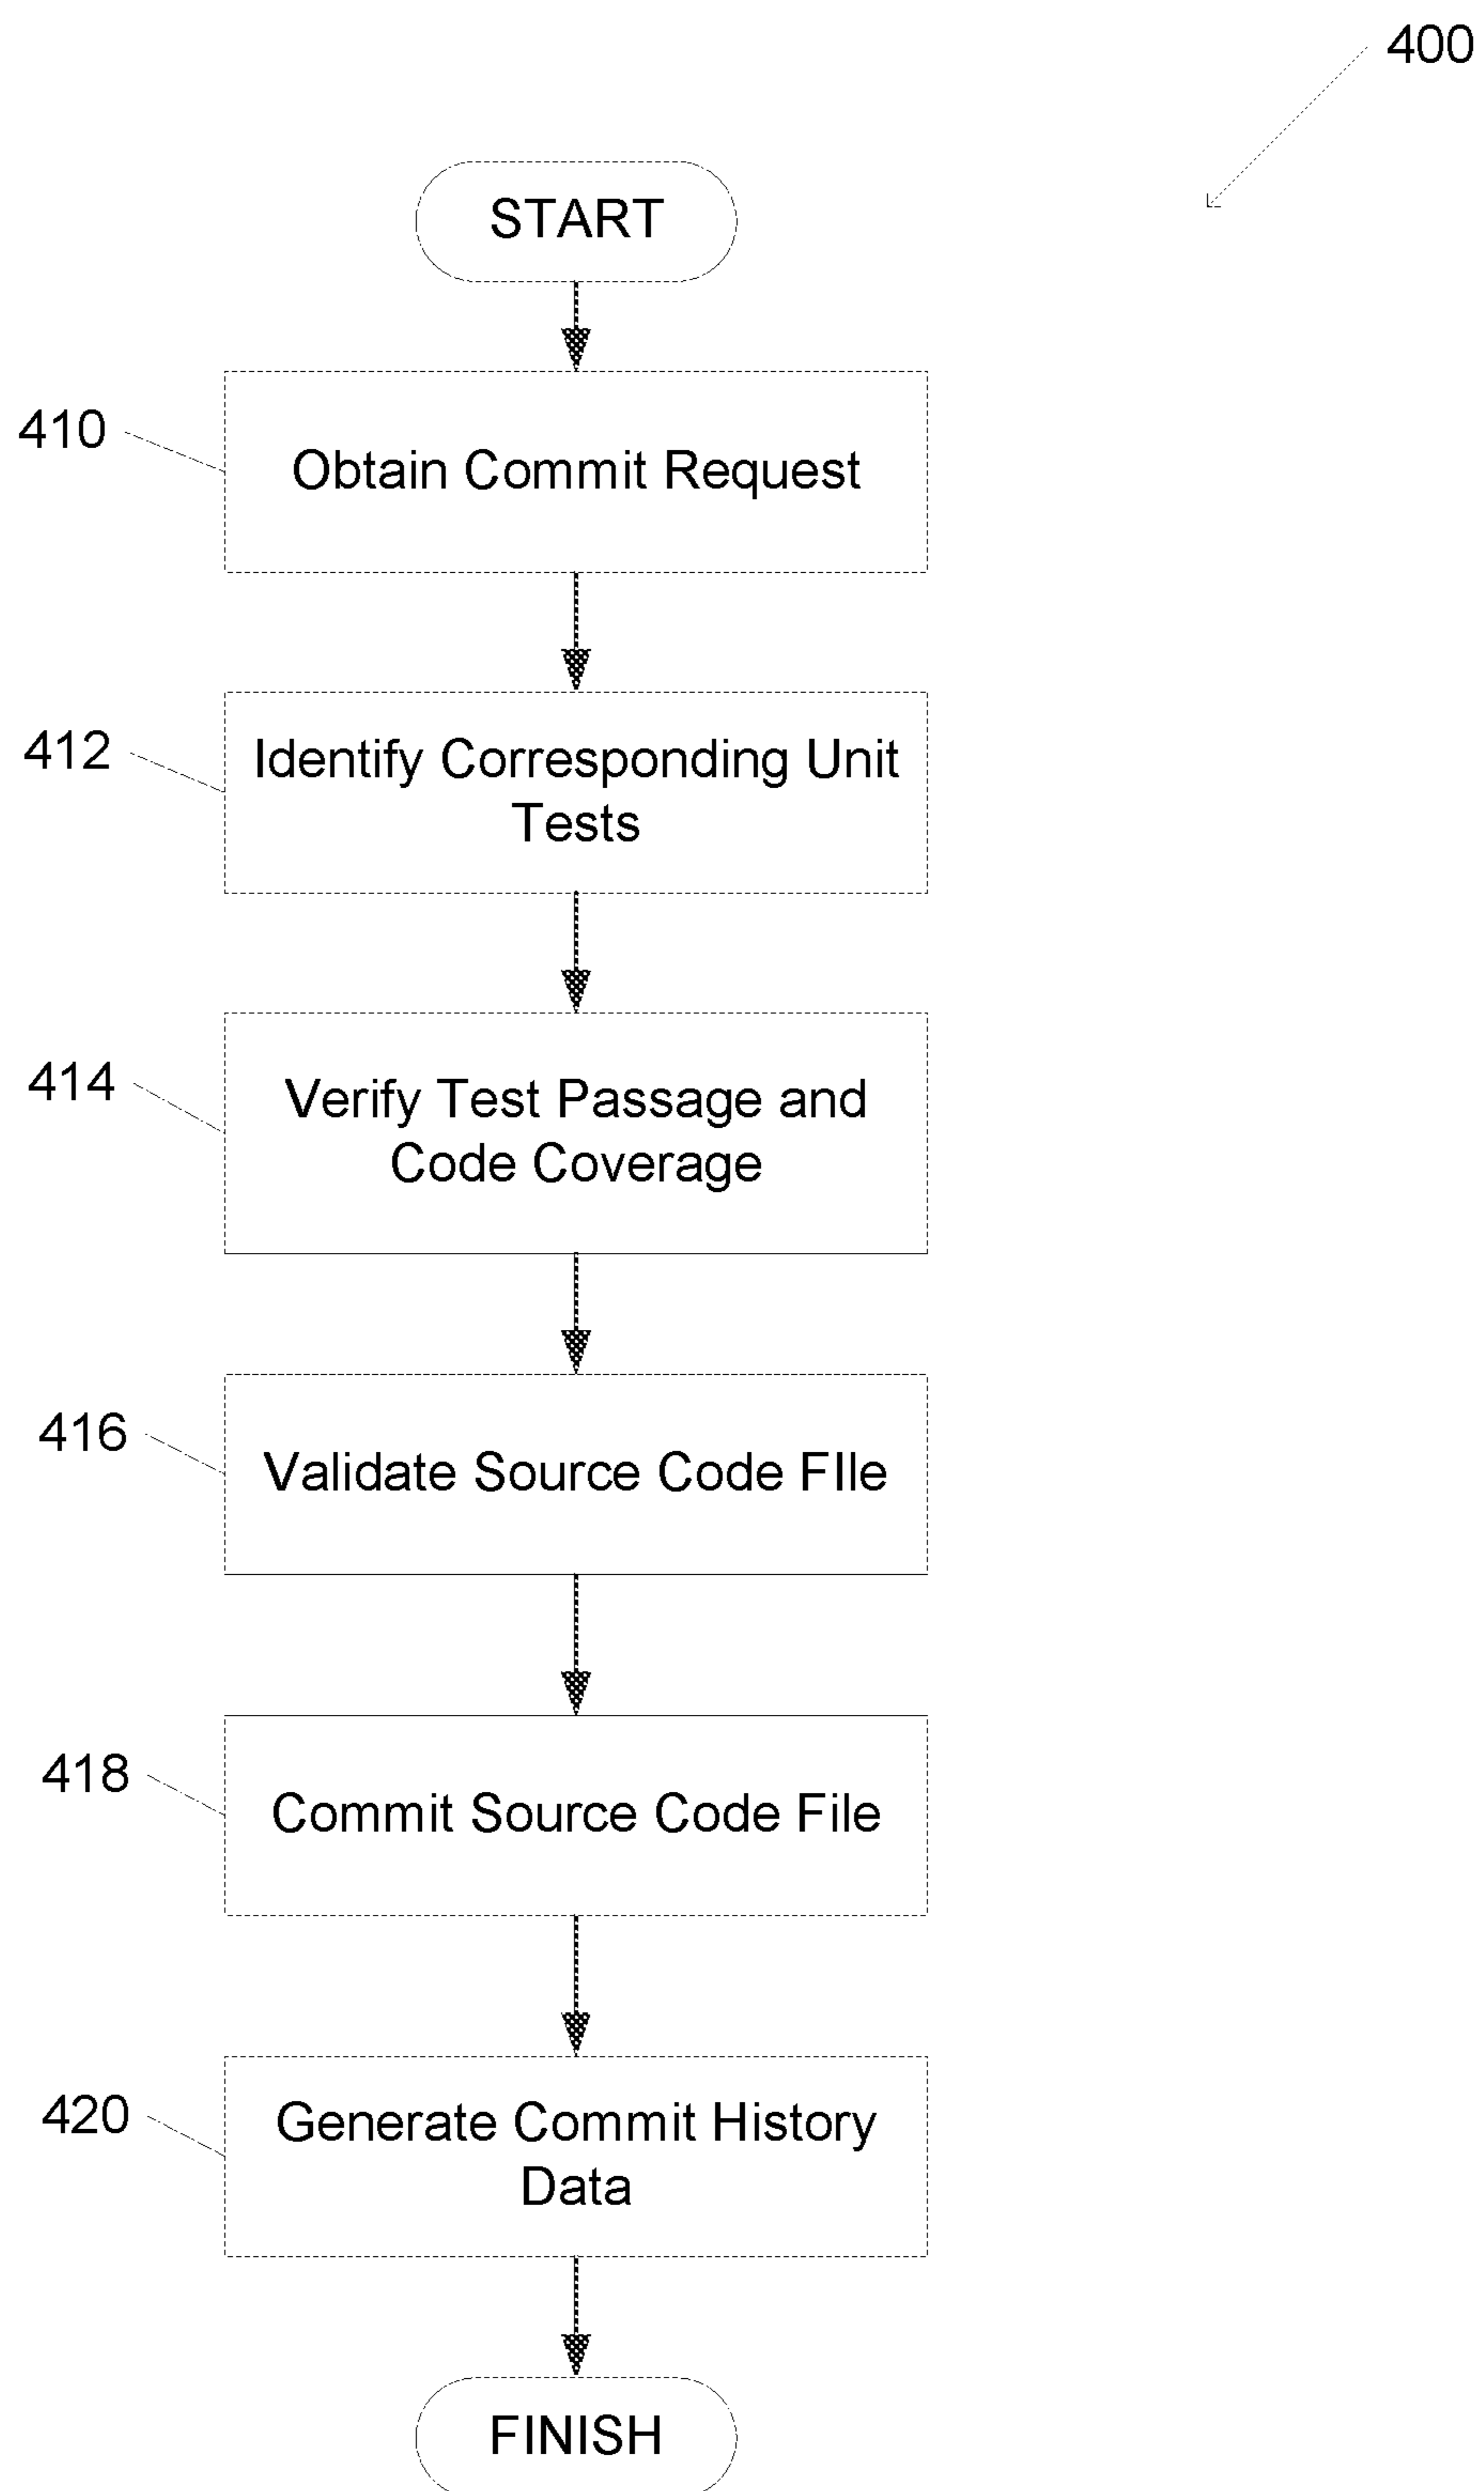 400
START
410
Obtain Commit Request
412
Identify Corresponding Unit
Tests
414
Verify Test Passage and
Code Coverage
416
Validate Source Code FIle
418
Commit Source Code File
420
Generate Commit History
Data
FINISH